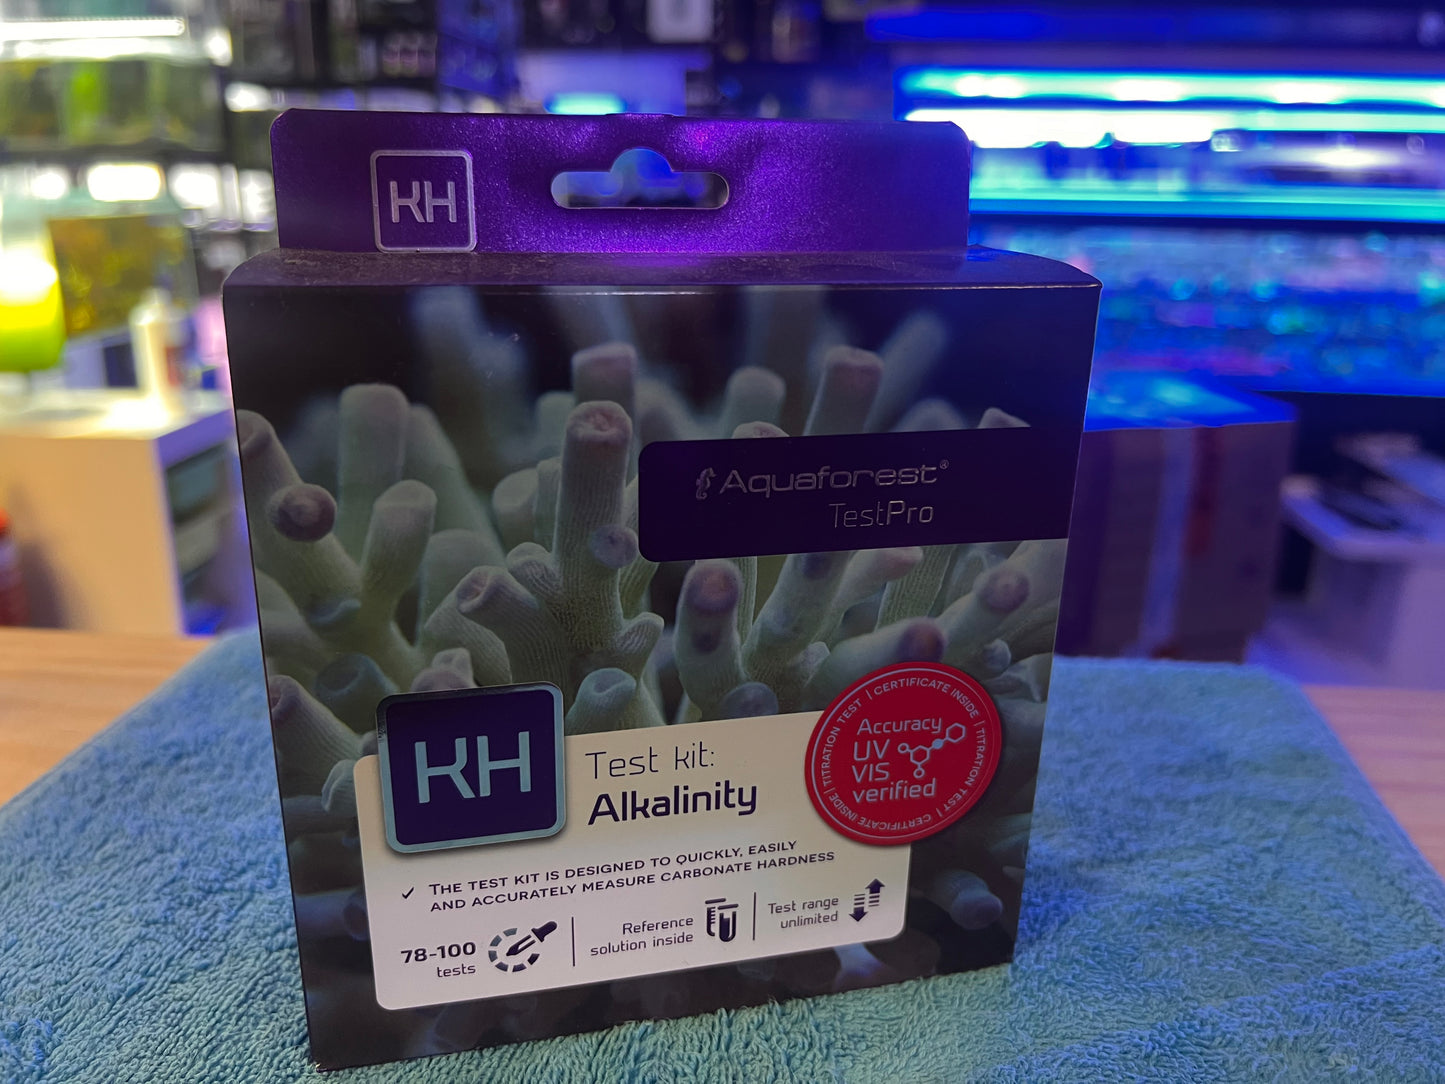 KH
Aquaforest®
TestPro
KH
Test kit:
Alkalinity
CERTIFICATE INSIDE | TITRATION TEST | CERTIFICATE INSIDE | TITRATION TEST |
Accuracy
UV
VIS
verified
✓ THE TEST KIT IS DESIGNED TO QUICKLY, EASILY
AND ACCURATELY MEASURE CARBONATE HARDNESS
78-100
tests
Reference
solution inside
Test range
unlimited